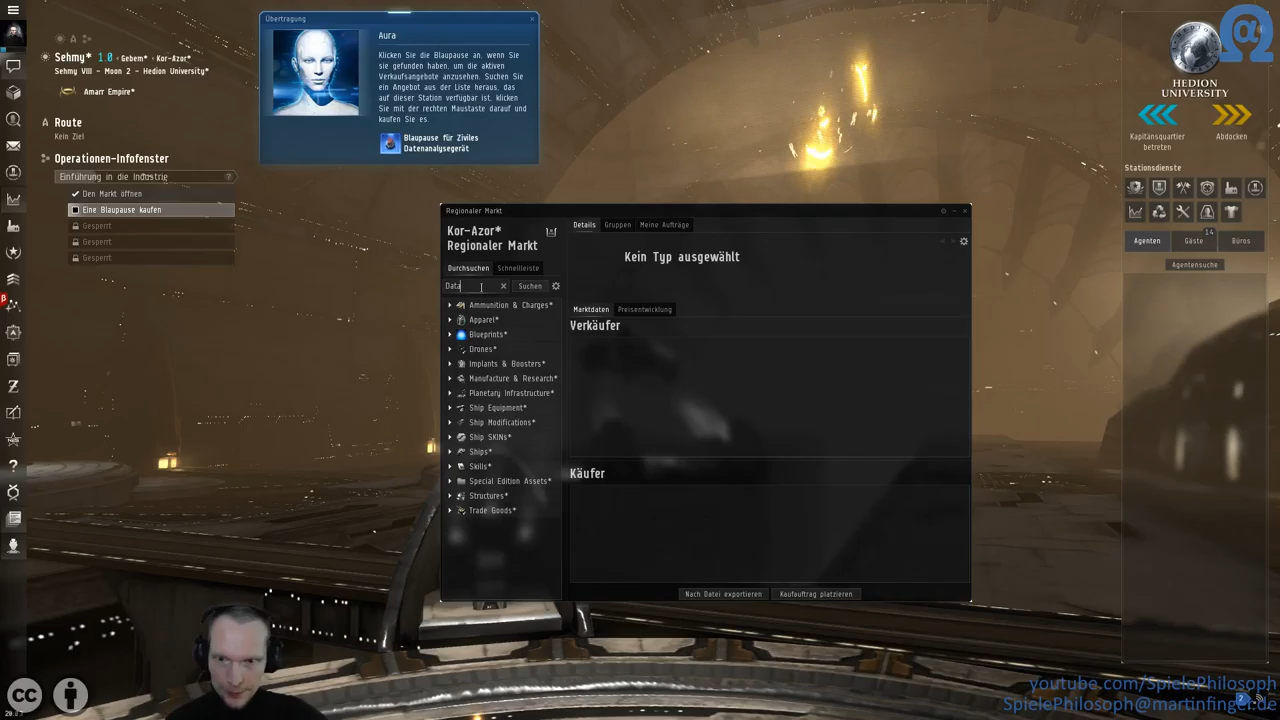 Sehmy* 1.0 < Gebem* < Kor-Azor*
Sehmy VIII - Moon 2 - Hedion University*
Amarr Empire*
Route
Kein Ziel
Operationen-Infofenster
Einführung in die Industrie
?
Den Markt öffnen
Eine Blaupause kaufen
Gesperrt
Gesperrt
Gesperrt
Übertragung
Aura
Klicken Sie die Blaupause an, wenn Sie
sie gefunden haben, um die aktiven
Verkaufsangebote anzusehen. Suchen Sie
ein Angebot aus der Liste heraus, das
auf dieser Station verfügbar ist, klicken
Sie mit der rechten Maustaste darauf und
kaufen Sie es.
Blaupause für Ziviles
Datenanalysegerät
Regionaler Markt
Kor-Azor*
Regionaler Markt
Durchsuchen Schnellleiste
Data
Suchen
Ammunition & Charges*
Apparel*
Blueprints*
Drones*
Implants & Boosters*
Manufacture & Research*
Planetary Infrastructure*
Ship Equipment*
Ship Modifications*
Ship SKINs*
Ships*
Skills*
Special Edition Assets*
Structures*
Trade Goods*
Details Gruppen Meine Aufträge
Kein Typ ausgewählt
Marktdaten Preisentwicklung
Verkäufer
Käufer
Nach Datei exportieren Kaufauftrag platzieren
HEDION
UNIVERSITY
Kapitänsquartier
betreten
Abdocken
Stationsdienste
14
Agenten Gäste Büros
Agentensuche
CC
youtube.com/SpielePhilosoph
SpielePhilosoph@martinfinger.de